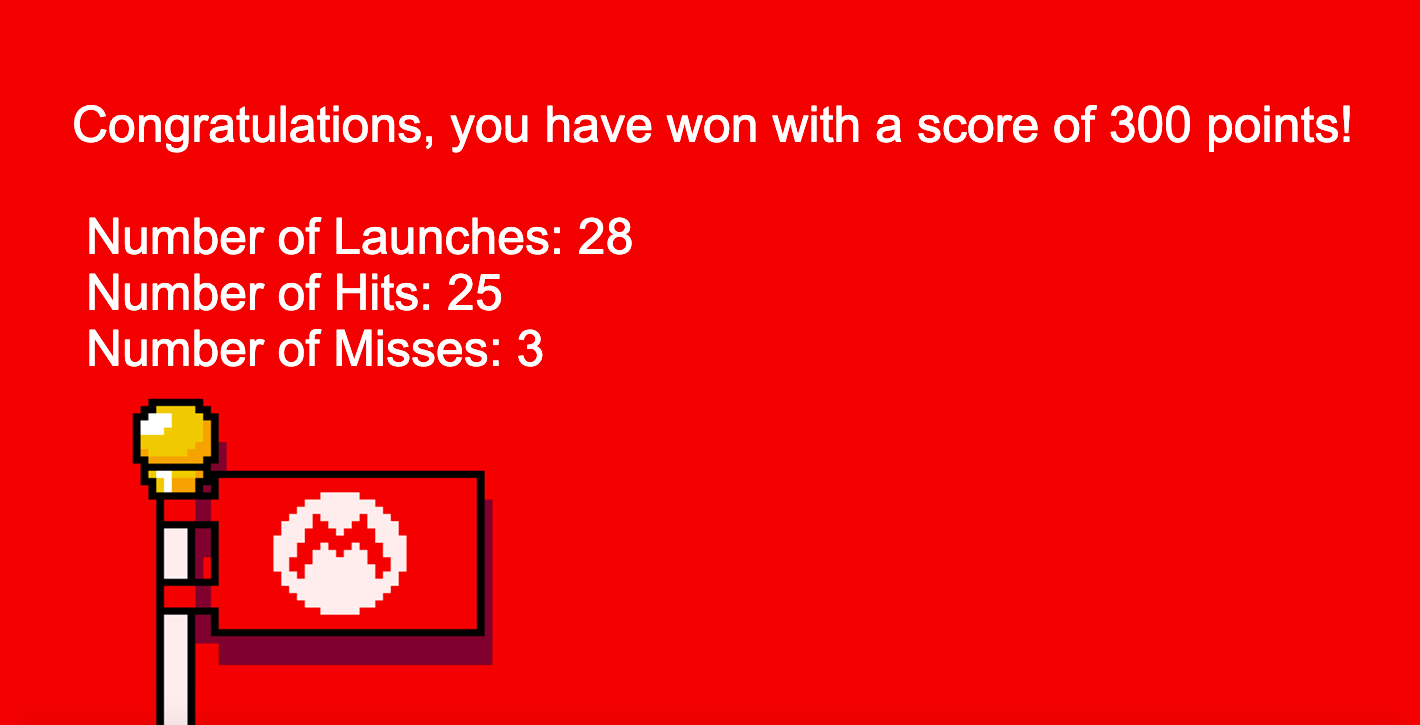 Congratulations, you have won with a score of 300 points!
Number of Launches: 28
Number of Hits: 25
Number of Misses: 3
M